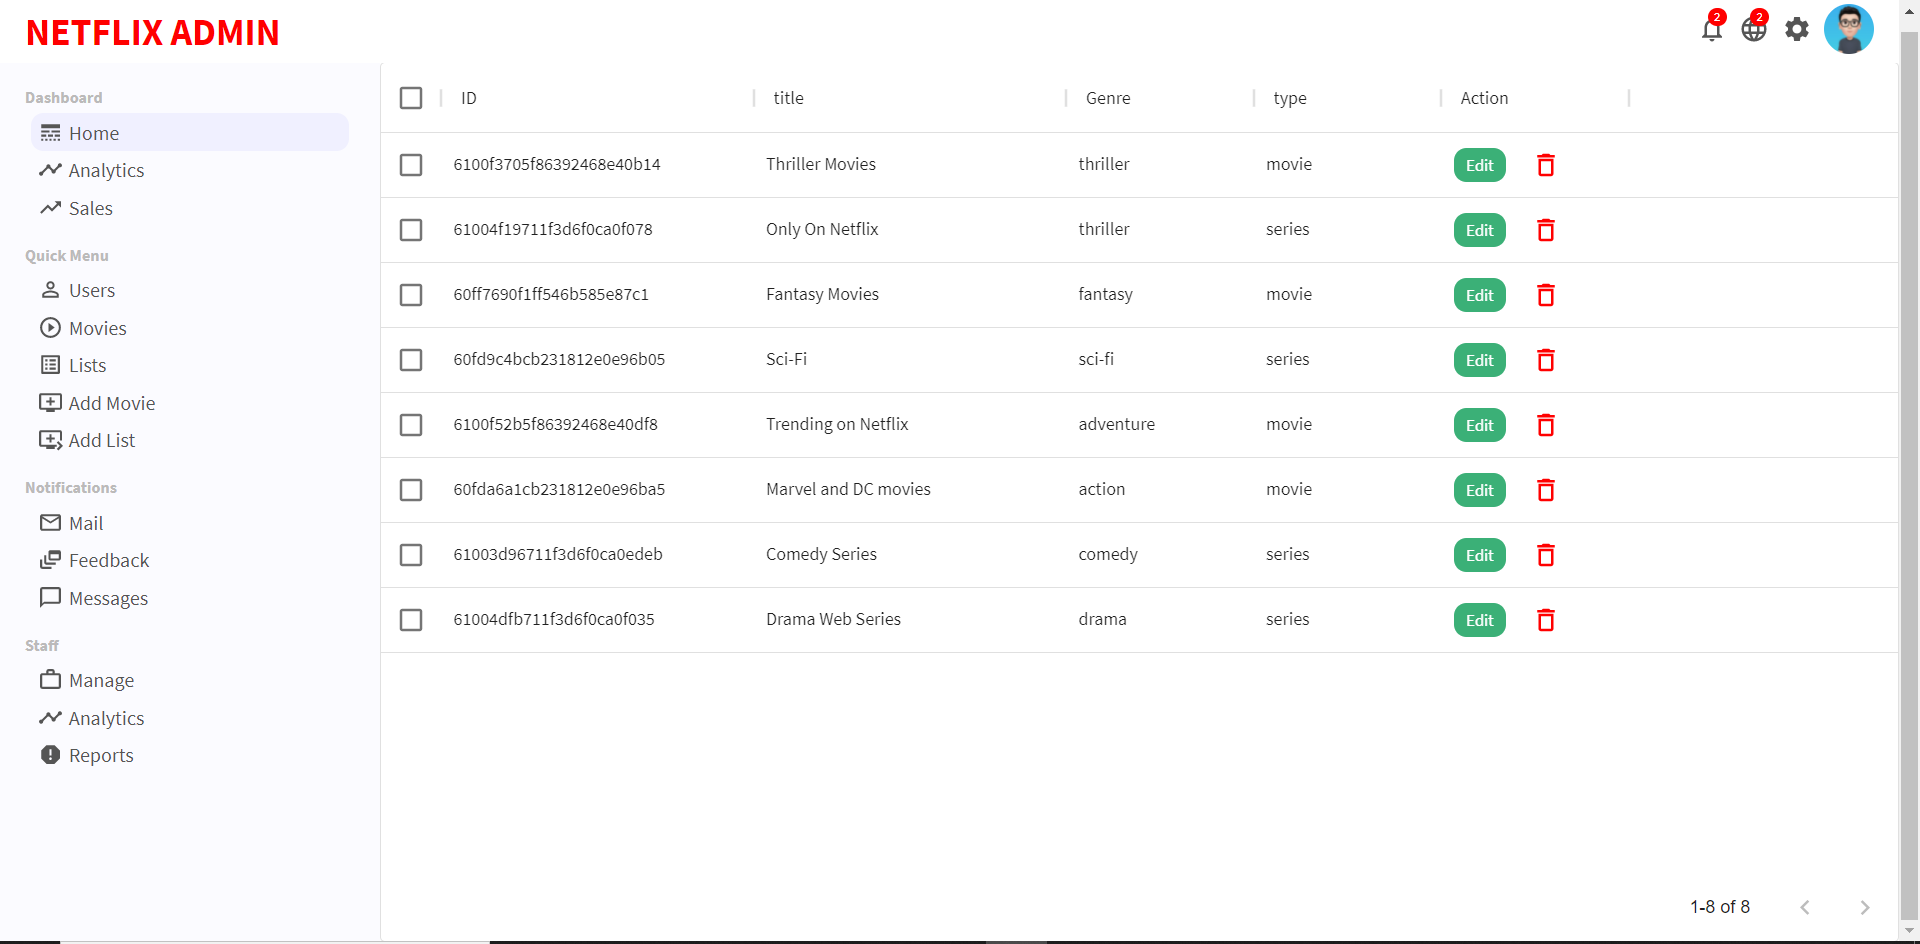 NETFLIX ADMIN
2
2
Dashboard
Home
Analytics
Sales
Quick Menu
Users
Movies
Lists
Add Movie
Add List
Notifications
Mail
Feedback
Messages
Staff
Manage
Analytics
Reports
ID title Genre type Action
6100f3705f86392468e40b14 Thriller Movies thriller movie Edit
61004f19711f3d6f0ca0f078 Only On Netflix thriller series Edit
60ff7690f1ff546b585e87c1 Fantasy Movies fantasy movie Edit
60fd9c4bcb231812e0e96b05 Sci-Fi sci-fi series Edit
6100f52b5f86392468e40df8 Trending on Netflix adventure movie Edit
60fda6a1cb231812e0e96ba5 Marvel and DC movies action movie Edit
61003d96711f3d6f0ca0edeb Comedy Series comedy series Edit
61004dfb711f3d6f0ca0f035 Drama Web Series drama series Edit
1-8 of 8